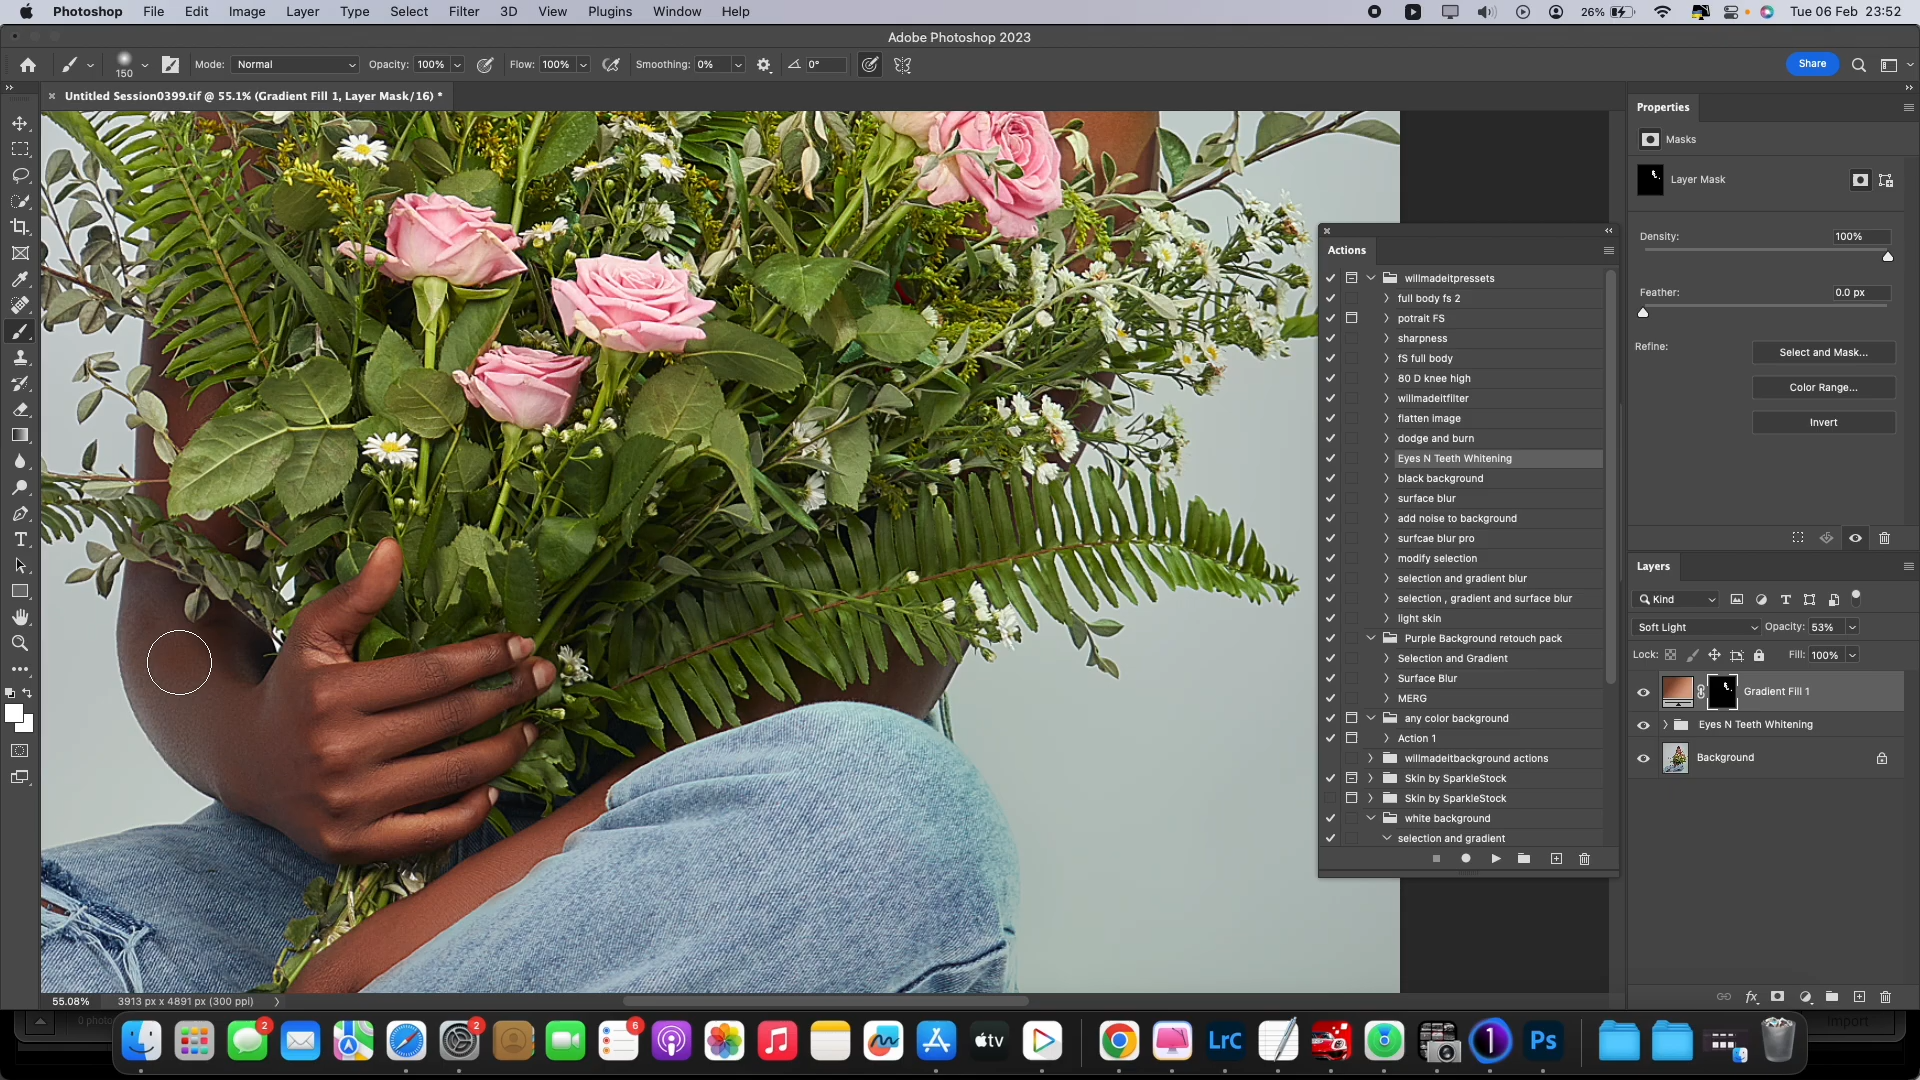 Photoshop File Edit Image Layer Type Select Filter 3D View Plugins Window Help 26% Tue 06 Feb 23:52
Adobe Photoshop 2023
150 Mode: Normal Opacity: 100% Flow: 100% Smoothing: 0% 0° Share
Untitled Session0399.tif @ 55.1% (Gradient Fill 1, Layer Mask/16) *
Properties
Masks
Layer Mask
Density: 100%
Feather: 0.0 px
Refine: Select and Mask...
Color Range...
Invert
Actions
willmadeitpressets
full body fs 2
potrait FS
sharpness
fS full body
80 D knee high
willmadeitfilter
flatten image
dodge and burn
Eyes N Teeth Whitening
black background
surface blur
add noise to background
surfcae blur pro
modify selection
selection and gradient blur
selection , gradient and surface blur
light skin
Purple Background retouch pack
Selection and Gradient
Surface Blur
MERG
any color background
Action 1
willmadeitbackground actions
Skin by SparkleStock
Skin by SparkleStock
white background
selection and gradient
Layers
Kind
Soft Light Opacity: 53%
Lock: Fill: 100%
Gradient Fill 1
Eyes N Teeth Whitening
Background
55.08% 3913 px x 4891 px (300 ppi)
Import
2 2 6 tv LrC 1 Ps